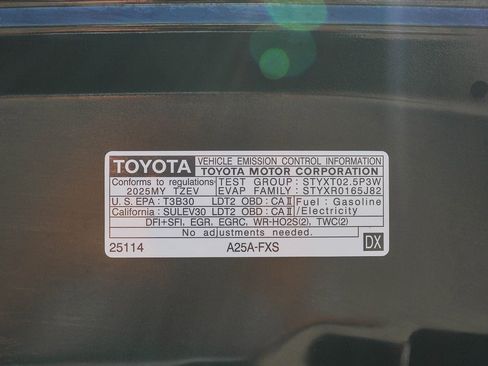 TOYOTA VEHICLE EMISSION CONTROL INFORMATION
TOYOTA MOTOR CORPORATION
Conforms to regulations TEST GROUP : STYXT02.5P3W
2025MY TZEV EVAP FAMILY : STYXR0165J82
U.S. EPA : T3B30 LDT2 OBD : CAⅡ Fuel : Gasoline
California : SULEV30 LDT2 OBD : CAⅡ /Electricity
DFI+SFI, EGR, EGRC, WR-HO2S(2), TWC(2)
No adjustments needed.
25114 A25A-FXS DX